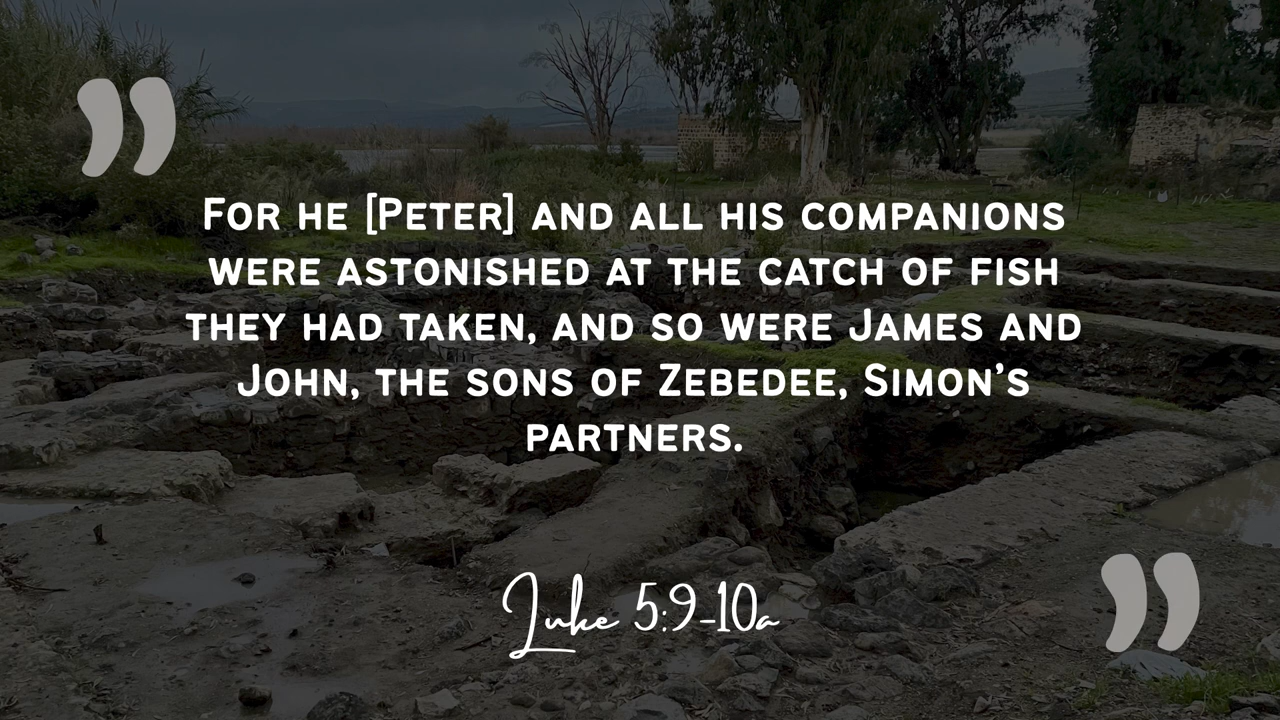 ”
For he [Peter] and all his companions
were astonished at the catch of fish
they had taken, and so were James and
John, the sons of Zebedee, Simon’s
partners.
Luke 5:9-10a
”